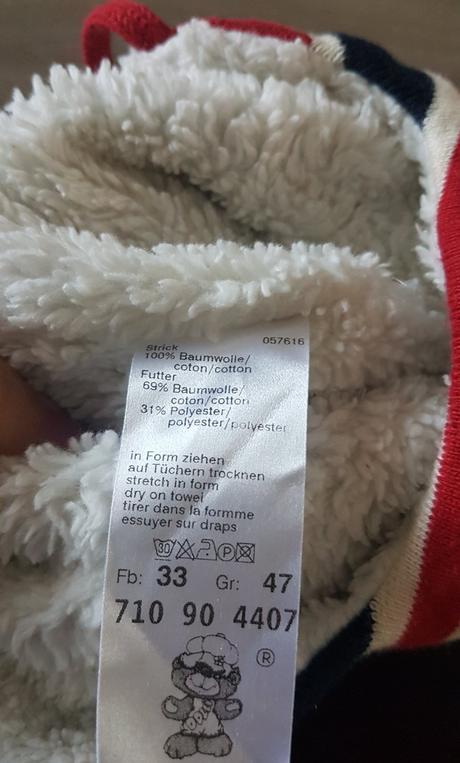 Strick 057616
100% Baumwolle/
coton/cotton
Futter
69% Baumwolle/
coton/cotton
31% Polyester/
polyester/polyester
in Form ziehen
auf Tüchern trocknen
stretch in form
dry on towel
tirer dans la formme
essuyer sur draps
30 P
Fb: 33 Gr: 47
710 90 4407
®